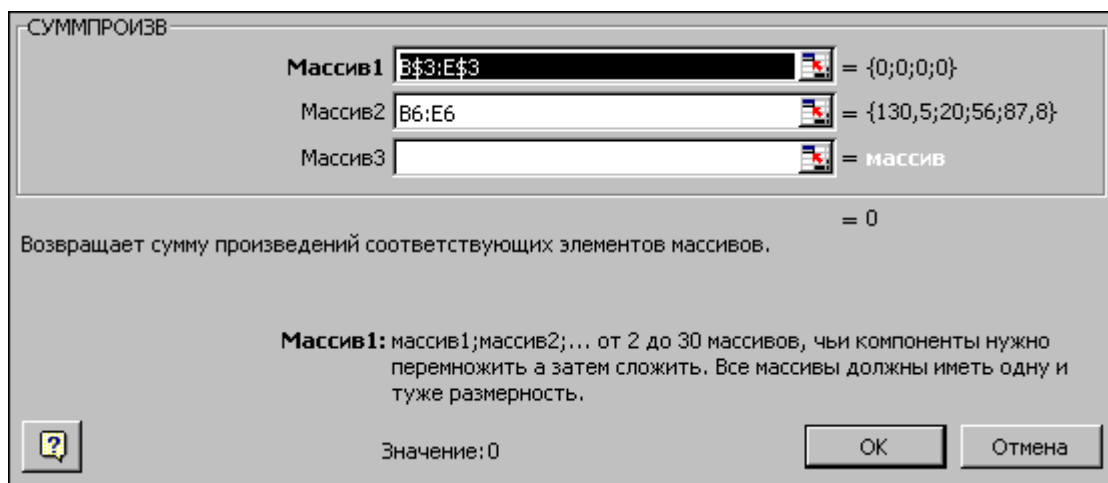 СУММПРОИЗВ
Массив1 B$3:E$3 = {0;0;0;0}
Массив2 B6:E6 = {130,5;20;56;87,8}
Массив3 = массив
= 0
Возвращает сумму произведений соответствующих элементов массивов.
Массив1: массив1;массив2;... от 2 до 30 массивов, чьи компоненты нужно
перемножить а затем сложить. Все массивы должны иметь одну и
туже размерность.
? Значение:0 OK Отмена